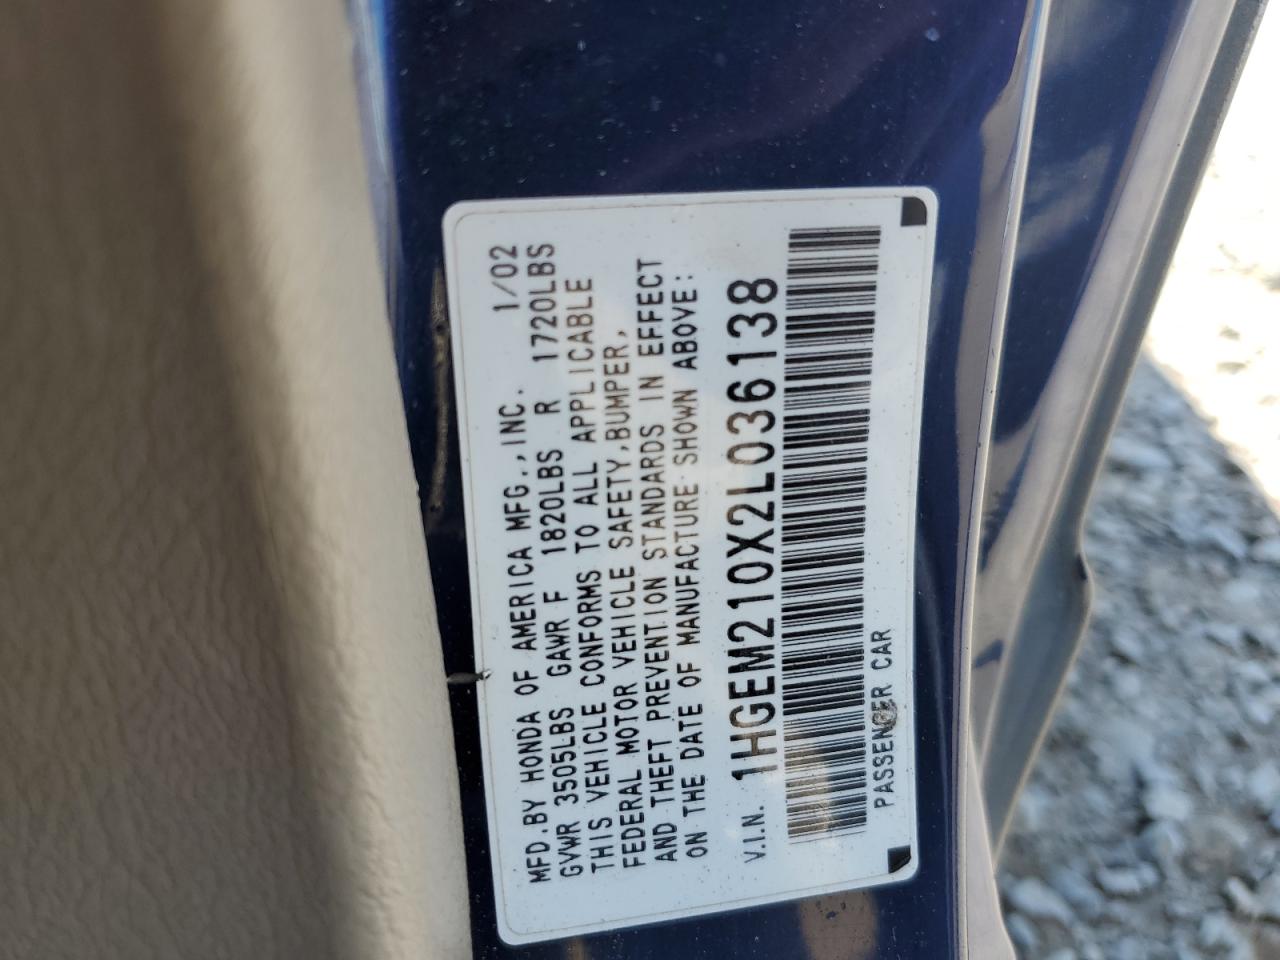 MFD.BY HONDA OF AMERICA MFG.,INC. 1/02
GVWR 3505LBS GAWR F 1820LBS R 1720LBS
THIS VEHICLE CONFORMS TO ALL APPLICABLE
FEDERAL MOTOR VEHICLE SAFETY,BUMPER,
AND THEFT PREVENTION STANDARDS IN EFFECT
ON THE DATE OF MANUFACTURE SHOWN ABOVE:
V.I.N. 1HGEM210X2L036138
PASSENGER CAR